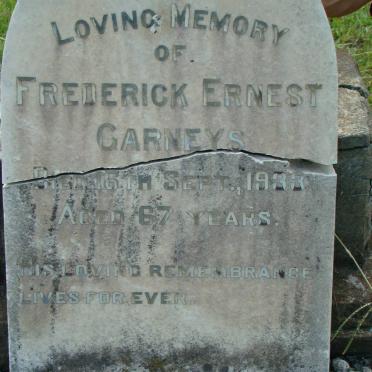 LOVING MEMORY
OF
FREDERICK ERNEST
GARNEYS
SEPT.,
AGED 67 YEARS.
HIS LOVING REMEMBRANCE
LIVES FOR EVER.